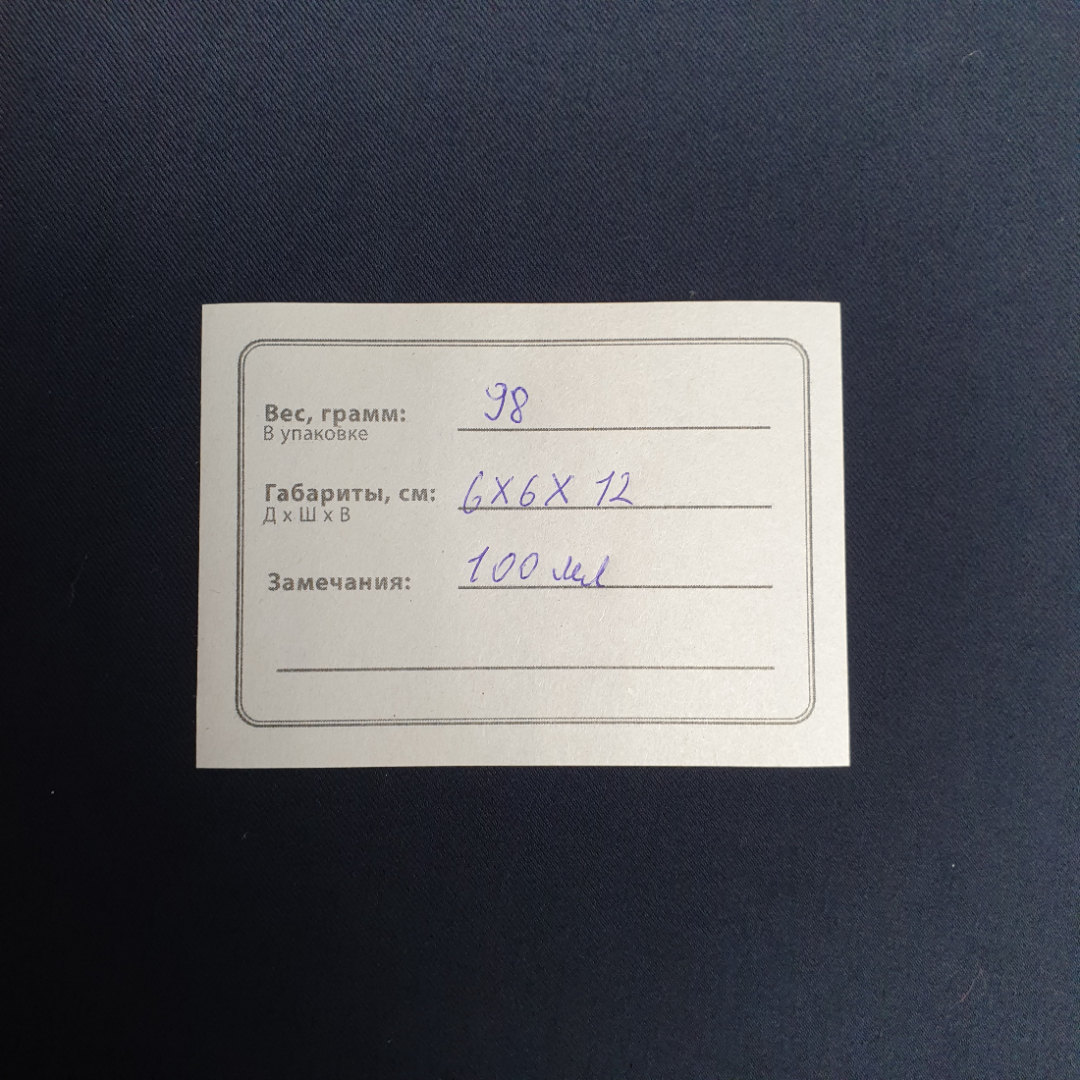 Вес, грамм: 98
В упаковке
Габариты, см: 6х6х 12
Д х Ш х В
Замечания: 100 мл